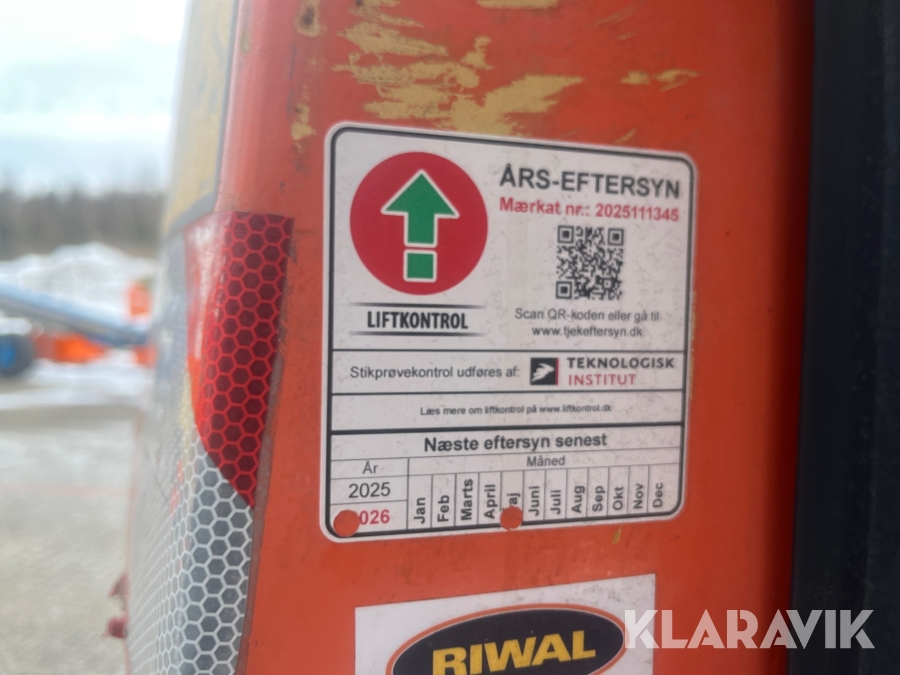 ÅRS-EFTERSYN
Mærkat nr.: 2025111345
Scan QR-koden eller gå til
www.tjekeftersyn.dk
LIFTKONTROL
Stikprøvekontrol udføres af: TEKNOLOGISK
INSTITUT
Læs mere om liftkontrol på www.liftkontrol.dk
Næste eftersyn senest
År Måned
2025
026 Jan Feb Marts April aj Juni Juli Aug Sep Okt Nov Dec
RIWAL
KLARAVIK